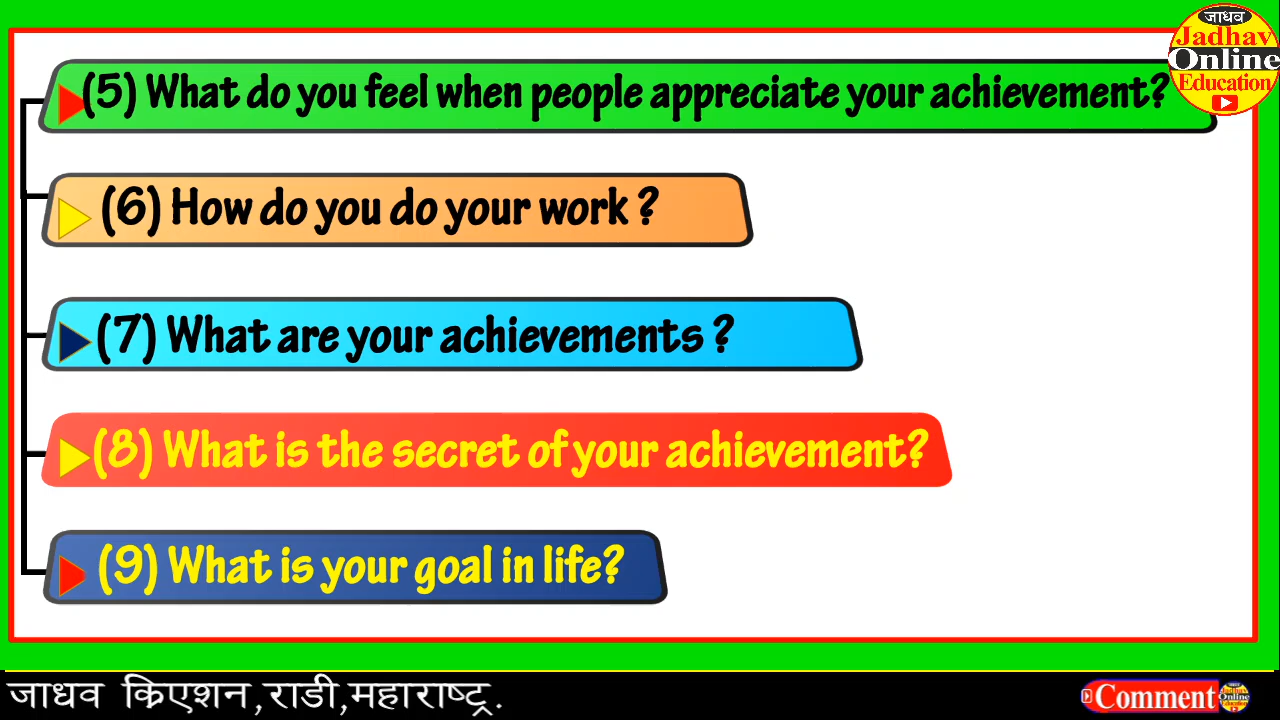 जाधव
Jadhav
Online
Education
(5) What do you feel when people appreciate your achievement?
(6) How do you do your work ?
(7) What are your achievements ?
(8) What is the secret of your achievement?
(9) What is your goal in life?
जाधव क्रिएशन,राडी,महाराष्ट्र.
Comment